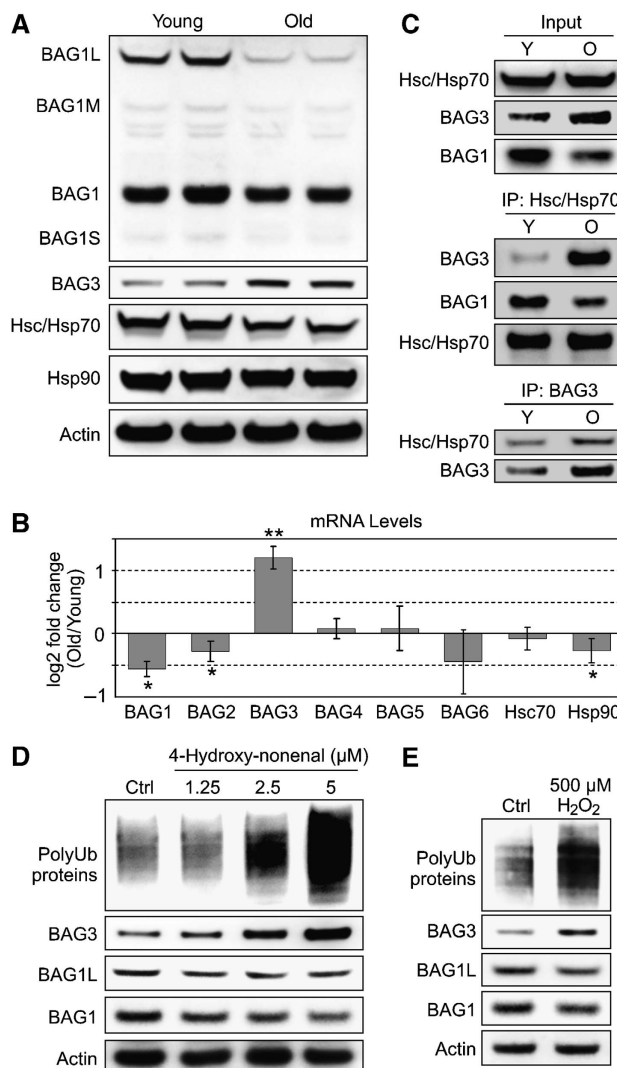 A
Young Old
BAG1L
BAG1M
BAG1
BAG1S
BAG3
Hsc/Hsp70
Hsp90
Actin
C
Input
Y O
Hsc/Hsp70
BAG3
BAG1
IP: Hsc/Hsp70
Y O
BAG3
BAG1
Hsc/Hsp70
IP: BAG3
Y O
Hsc/Hsp70
BAG3
B
mRNA Levels
log2 fold change
(Old/Young)
1
0
−1
**
* * *
BAG1 BAG2 BAG3 BAG4 BAG5 BAG6 Hsc70 Hsp90
D
4-Hydroxy-nonenal (µM)
Ctrl 1.25 2.5 5
PolyUb
proteins
BAG3
BAG1L
BAG1
Actin
E
500 µM
Ctrl H₂O₂
PolyUb
proteins
BAG3
BAG1L
BAG1
Actin